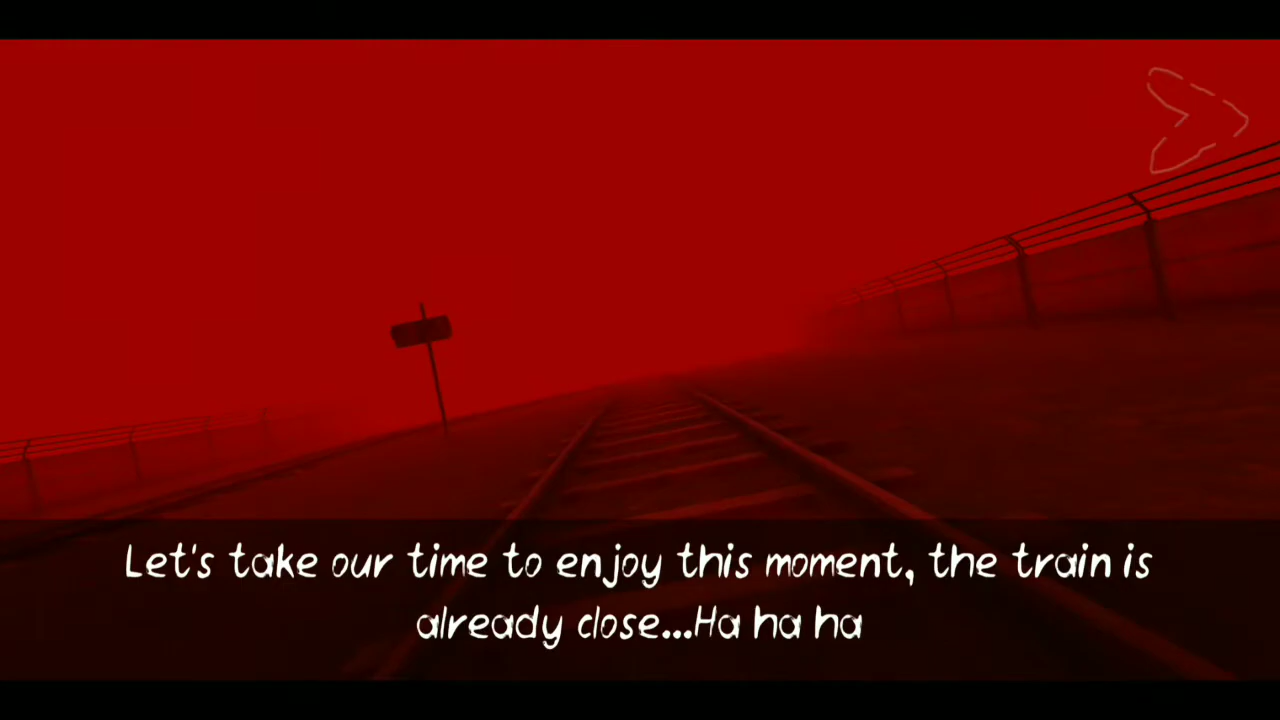 Let's take our time to enjoy this moment, the train is
already close...Ha ha ha